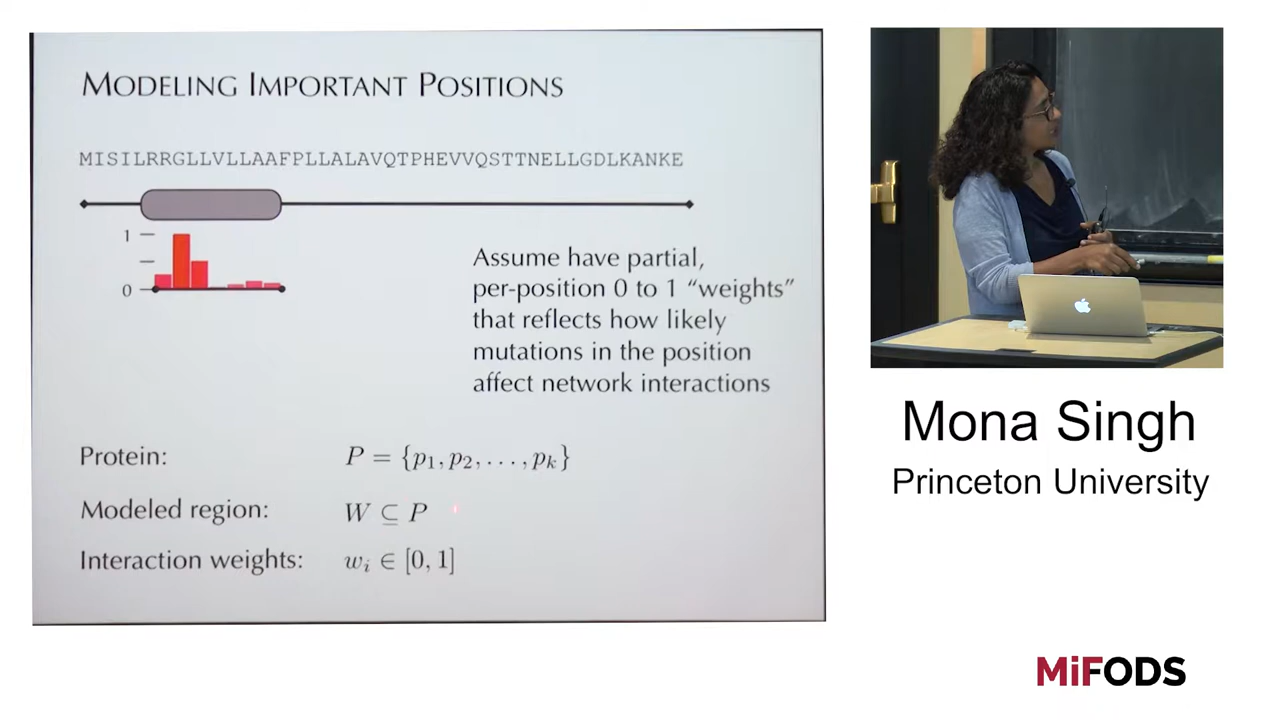 MODELING IMPORTANT POSITIONS
MISILRRGLLVLLAAFPLLALAVQTPHEVVQSTTNELLGDLKANKE
1
0
Assume have partial,
per-position 0 to 1 “weights”
that reflects how likely
mutations in the position
affect network interactions
Protein: P = {p₁, p₂, . . . , pₖ}
Modeled region: W ⊆ P
Interaction weights: wᵢ ∈ [0, 1]
Mona Singh
Princeton University
MiFODS